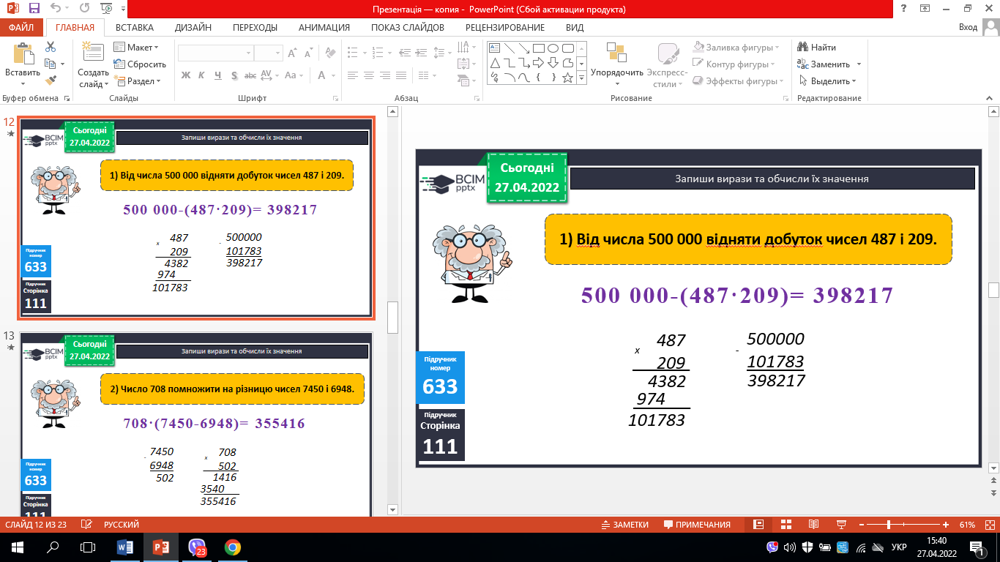 Презентація — копия - PowerPoint (Сбой активации продукта)
ФАЙЛ ГЛАВНАЯ ВСТАВКА ДИЗАЙН ПЕРЕХОДЫ АНИМАЦИЯ ПОКАЗ СЛАЙДОВ РЕЦЕНЗИРОВАНИЕ ВИД Вход
Вставить
Создать слайд
Макет
Сбросить
Раздел
Ж К Ч S abc AV Aa A
Упорядочить
Экспресс-стили
Заливка фигуры
Контур фигуры
Эффекты фигуры
Найти
Заменить
Выделить
Буфер обмена Слайды Шрифт Абзац Рисование Редактирование
12
BCIM pptx
Сьогодні
27.04.2022
Запиши вирази та обчисли їх значення
1) Від числа 500 000 відняти добуток чисел 487 і 209.
500 000-(487·209)= 398217
x 487
209
4382
974
101783
- 500000
101783
398217
Підручник
номер
633
Підручник
Сторінка
111
13
BCIM pptx
Сьогодні
27.04.2022
Запиши вирази та обчисли їх значення
2) Число 708 помножити на різницю чисел 7450 і 6948.
708·(7450-6948)= 355416
- 7450
6948
502
x 708
502
1416
3540
355416
Підручник
номер
633
Підручник
Сторінка
111
BCIM
pptx
Сьогодні
27.04.2022
Запиши вирази та обчисли їх значення
1) Від числа 500 000 відняти добуток чисел 487 і 209.
500 000-(487·209)= 398217
x 487
209
4382
974
101783
- 500000
101783
398217
Підручник
номер
633
Підручник
Сторінка
111
СЛАЙД 12 ИЗ 23 РУССКИЙ ЗАМЕТКИ ПРИМЕЧАНИЯ 61%
23
УКР
15:40
27.04.2022
1